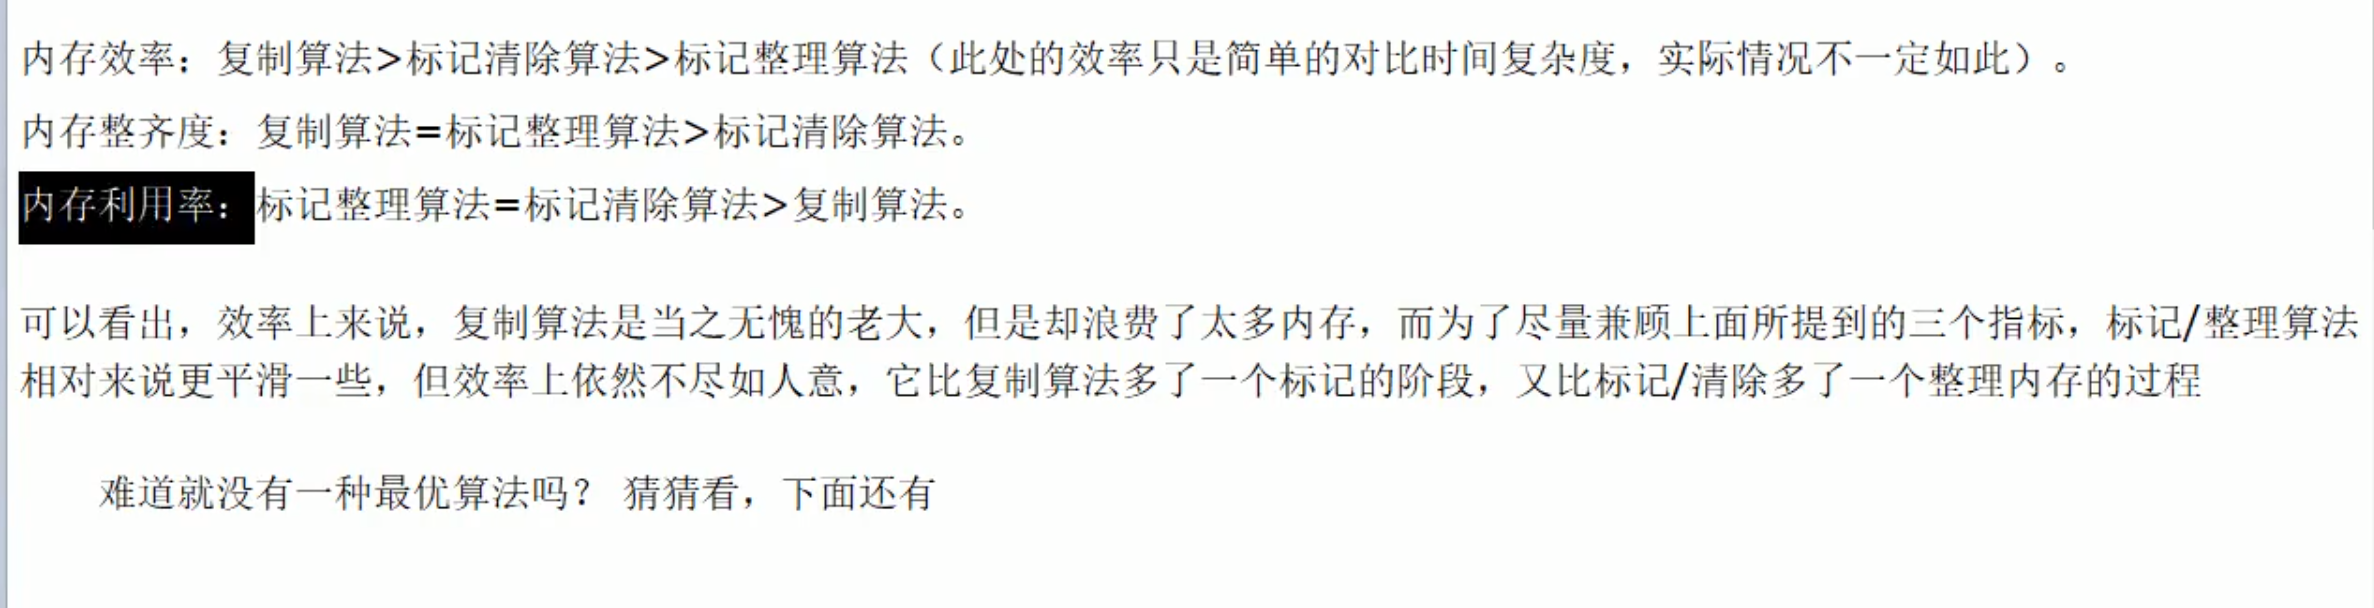 内存效率：复制算法>标记清除算法>标记整理算法（此处的效率只是简单的对比时间复杂度，实际情况不一定如此）。
内存整齐度：复制算法=标记整理算法>标记清除算法。
内存利用率：标记整理算法=标记清除算法>复制算法。
可以看出，效率上来说，复制算法是当之无愧的老大，但是却浪费了太多内存，而为了尽量兼顾上面所提到的三个指标，标记/整理算法
相对来说更平滑一些，但效率上依然不尽如人意，它比复制算法多了一个标记的阶段，又比标记/清除多了一个整理内存的过程
难道就没有一种最优算法吗？ 猜猜看，下面还有